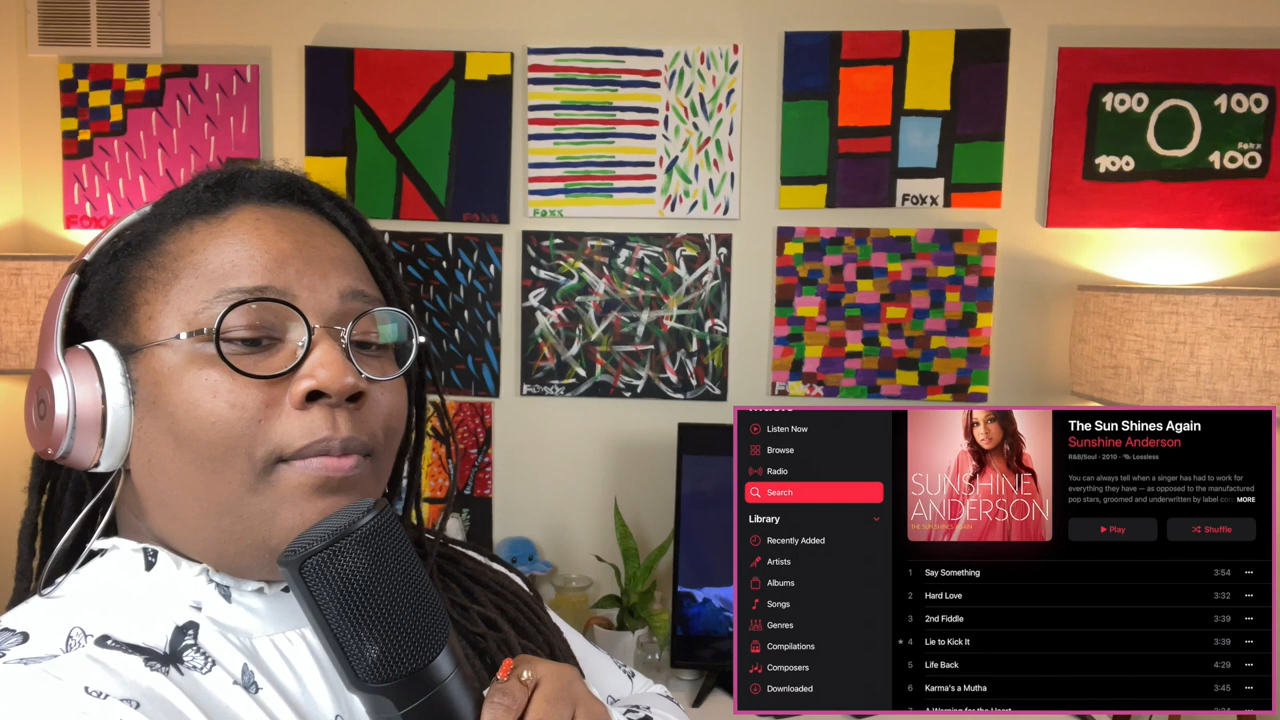 FOXX
FOXX
FOXX
FOXX
100 100
FOXX
100 100
FOXX
FOXX
Listen Now
Browse
Radio
Search
Library
Recently Added
Artists
Albums
Songs
Genres
Compilations
Composers
Downloaded
SUNSHINE
ANDERSON
THE SUN SHINES AGAIN
The Sun Shines Again
Sunshine Anderson
R&B/Soul · 2010 · Lossless
You can always tell when a singer has had to work for
everything they have — as opposed to the manufactured
pop stars, groomed and underwritten by label MORE
Play
Shuffle
1 Say Something 3:54 •••
2 Hard Love 3:32 •••
3 2nd Fiddle 3:39 •••
★ 4 Lie to Kick It 3:39 •••
5 Life Back 4:29 •••
6 Karma's a Mutha 3:45 •••